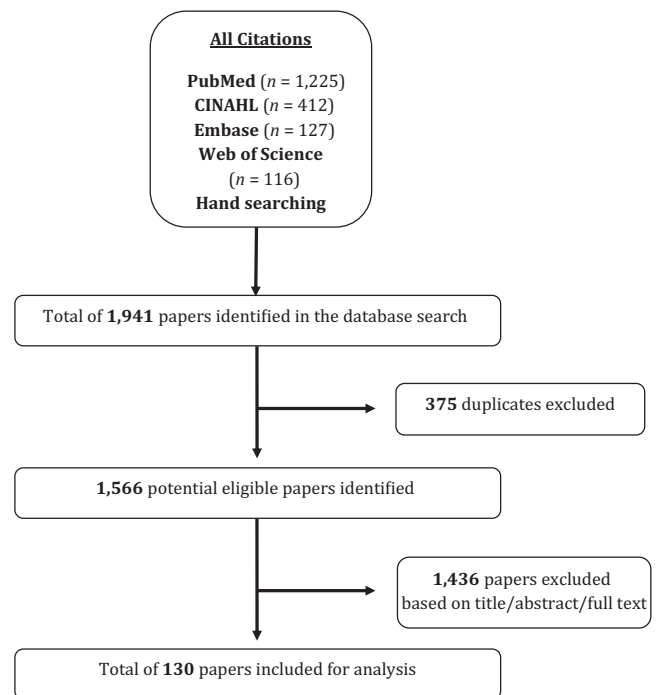 All Citations
PubMed (n = 1,225)
CINAHL (n = 412)
Embase (n = 127)
Web of Science
(n = 116)
Hand searching
Total of 1,941 papers identified in the database search
375 duplicates excluded
1,566 potential eligible papers identified
1,436 papers excluded
based on title/abstract/full text
Total of 130 papers included for analysis